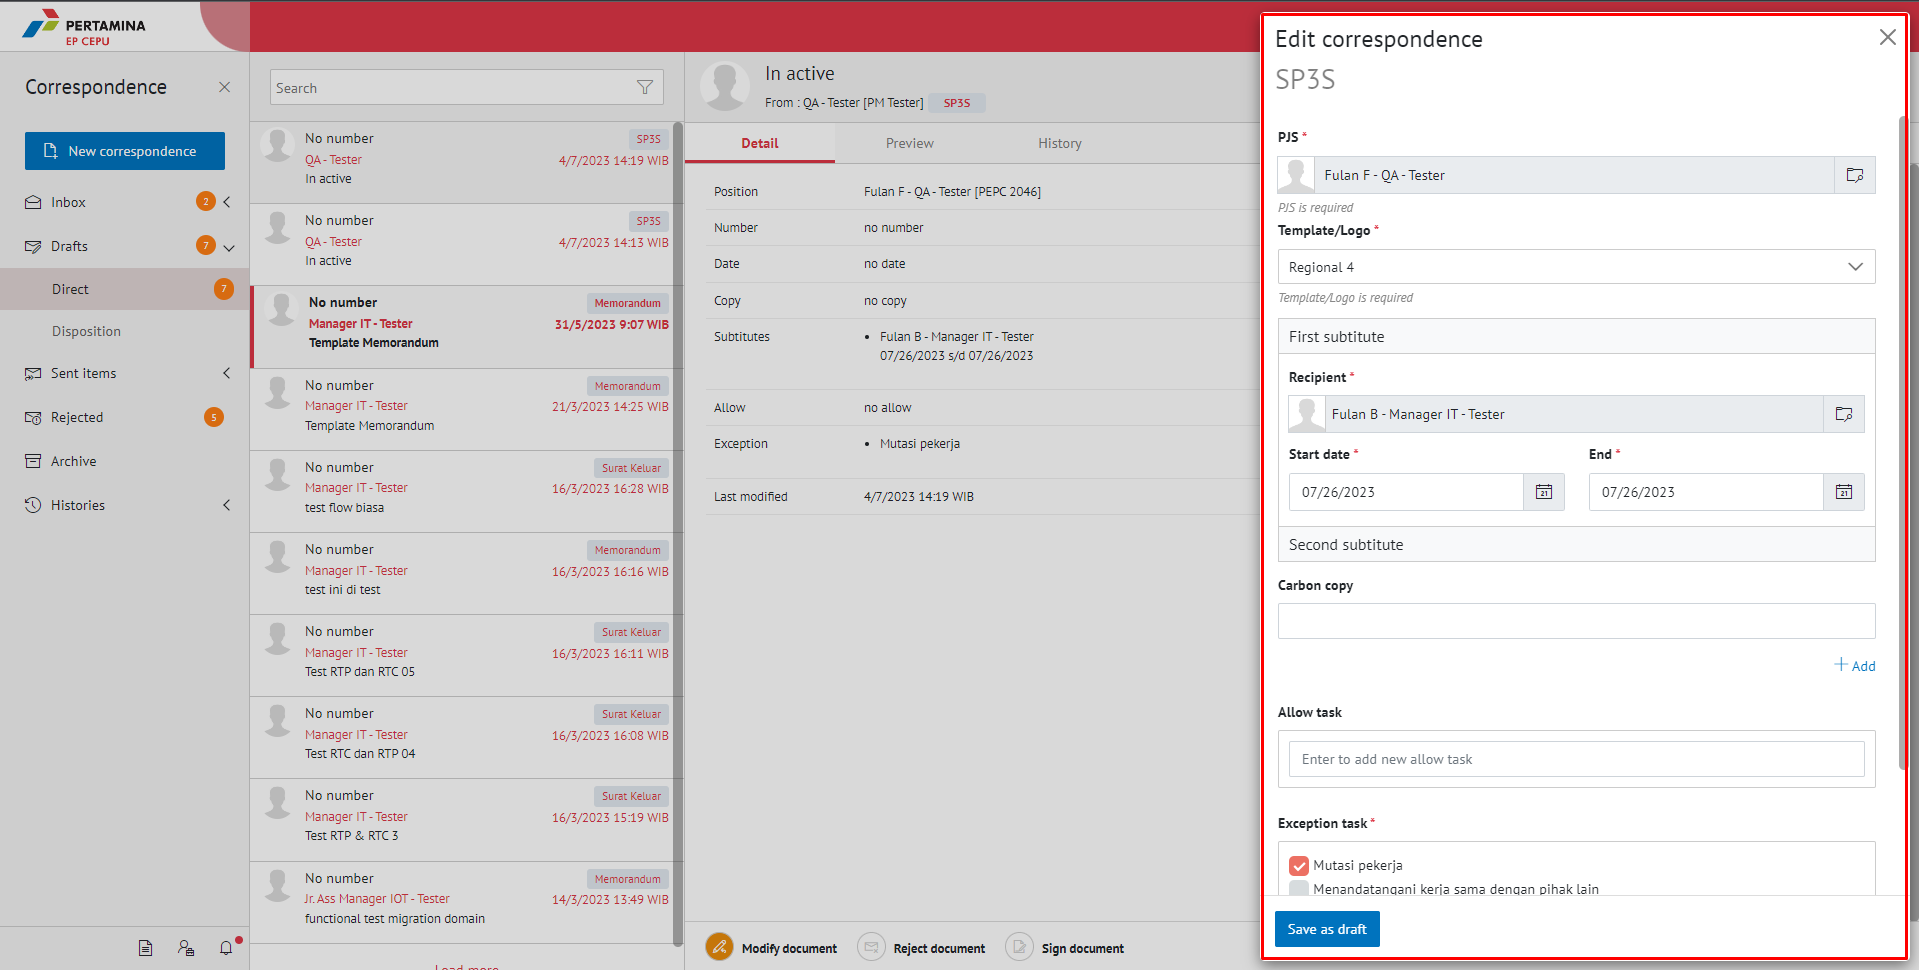 PERTAMINA
EP CEPU
Correspondence
New correspondence
Inbox
2
Drafts
7
Direct
7
Disposition
Sent items
Rejected
5
Archive
Histories
Search
No number
SP3S
QA - Tester
4/7/2023 14:19 WIB
In active
No number
SP3S
QA - Tester
4/7/2023 14:13 WIB
In active
No number
Memorandum
Manager IT - Tester
31/5/2023 9:07 WIB
Template Memorandum
No number
Memorandum
Manager IT - Tester
21/3/2023 14:25 WIB
Template Memorandum
No number
Surat Keluar
Manager IT - Tester
16/3/2023 16:28 WIB
test flow biasa
No number
Memorandum
Manager IT - Tester
16/3/2023 16:16 WIB
test ini di test
No number
Surat Keluar
Manager IT - Tester
16/3/2023 16:11 WIB
Test RTP dan RTC 05
No number
Surat Keluar
Manager IT - Tester
16/3/2023 16:08 WIB
Test RTC dan RTP 04
No number
Surat Keluar
Manager IT - Tester
16/3/2023 15:19 WIB
Test RTP & RTC 3
No number
Memorandum
Jr. Ass Manager IOT - Tester
14/3/2023 13:49 WIB
functional test migration domain
Load more
In active
From : QA - Tester [PM Tester]
SP3S
Detail
Preview
History
Position
Fulan F - QA - Tester [PEPC 2046]
Number
no number
Date
no date
Copy
no copy
Subtitutes
• Fulan B - Manager IT - Tester
07/26/2023 s/d 07/26/2023
Allow
no allow
Exception
• Mutasi pekerja
Last modified
4/7/2023 14:19 WIB
Modify document
Reject document
Sign document
Edit correspondence
SP3S
PJS *
Fulan F - QA - Tester
PJS is required
Template/Logo *
Regional 4
Template/Logo is required
First subtitute
Recipient *
Fulan B - Manager IT - Tester
Start date *
End *
07/26/2023
21
07/26/2023
21
Second subtitute
Carbon copy
+ Add
Allow task
Enter to add new allow task
Exception task *
Mutasi pekerja
Menandatangani kerja sama dengan pihak lain
Save as draft